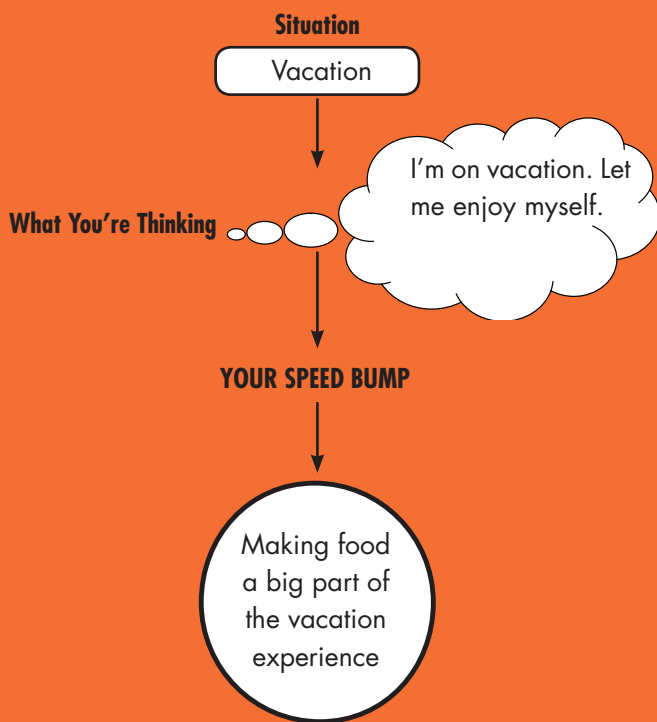 Situation
Vacation
I'm on vacation. Let
me enjoy myself.
What You're Thinking
YOUR SPEED BUMP
Making food
a big part of
the vacation
experience